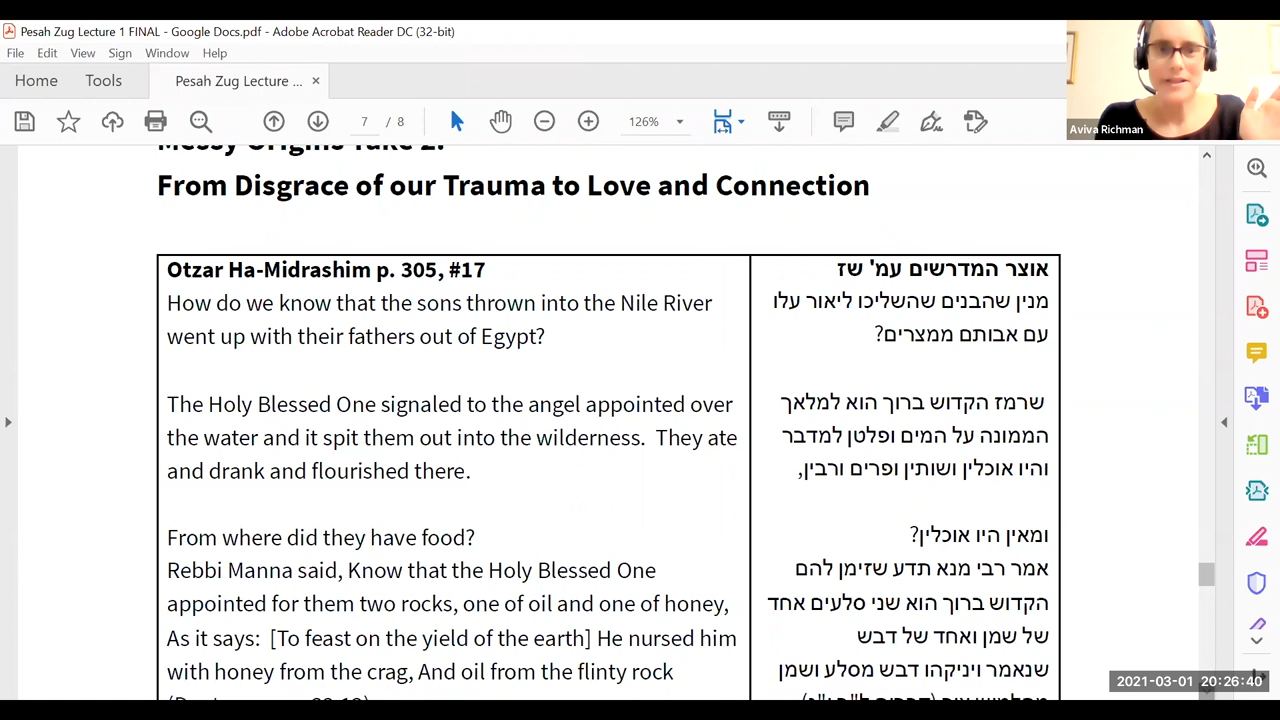 Pesah Zug Lecture 1 FINAL - Google Docs.pdf - Adobe Acrobat Reader DC (32-bit)
File Edit View Sign Window Help
Home Tools Pesah Zug Lecture ... ×
7 / 8 126%
Aviva Richman
Messy Origins Take 2:
From Disgrace of our Trauma to Love and Connection
Otzar Ha-Midrashim p. 305, #17
How do we know that the sons thrown into the Nile River
went up with their fathers out of Egypt?
The Holy Blessed One signaled to the angel appointed over
the water and it spit them out into the wilderness.  They ate
and drank and flourished there.
From where did they have food?
Rebbi Manna said, Know that the Holy Blessed One
appointed for them two rocks, one of oil and one of honey,
As it says:  [To feast on the yield of the earth] He nursed him
with honey from the crag, And oil from the flinty rock
אוצר המדרשים עמ' שז
מנין שהבנים שהשליכו ליאור עלו
עם אבותם ממצרים?
שרמז הקדוש ברוך הוא למלאך
הממונה על המים ופלטן למדבר
והיו אוכלין ושותין ופרים ורבין,
ומאין היו אוכלין?
אמר רבי מנא תדע שזימן להם
הקדוש ברוך הוא שני סלעים אחד
של שמן ואחד של דבש
שנאמר ויניקהו דבש מסלע ושמן
2021-03-01 20:26:40